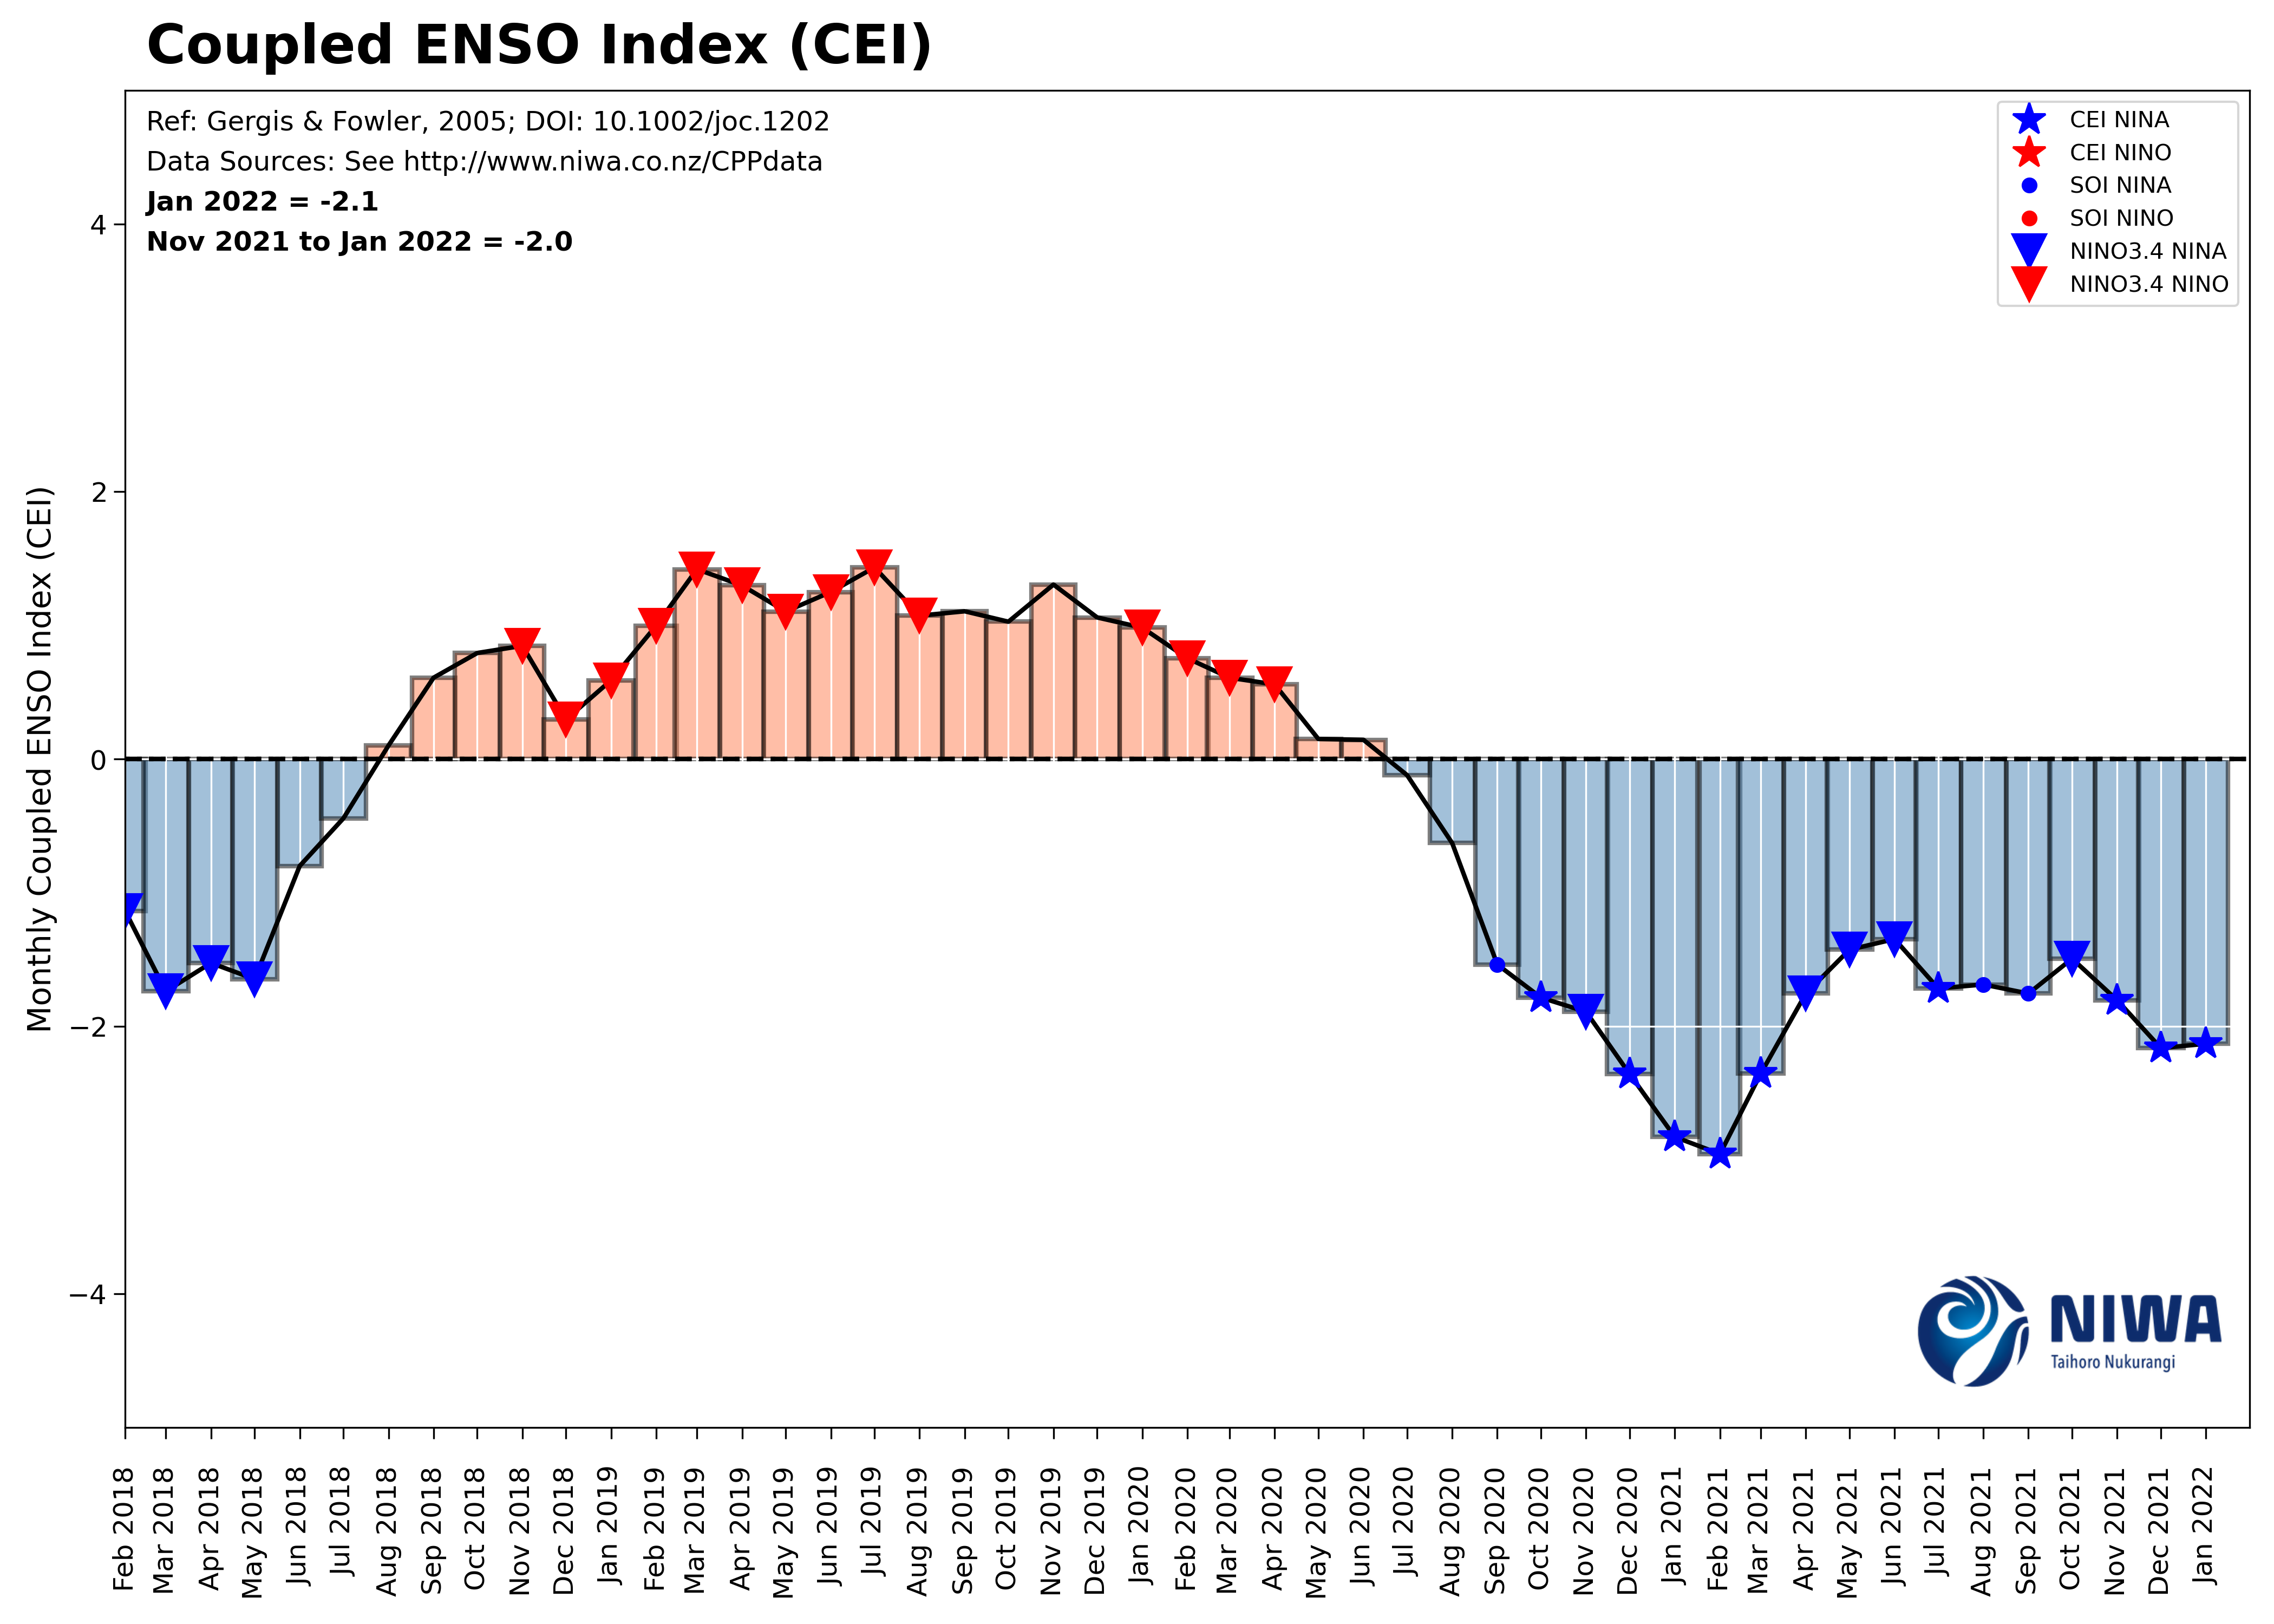 Coupled ENSO Index (CEI)
Ref: Gergis & Fowler, 2005; DOI: 10.1002/joc.1202
Data Sources: See http://www.niwa.co.nz/CPPdata
Jan 2022 = -2.1
Nov 2021 to Jan 2022 = -2.0
CEI NINA
CEI NINO
SOI NINA
SOI NINO
NINO3.4 NINA
NINO3.4 NINO
Monthly Coupled ENSO Index (CEI)
4
2
0
−2
−4
NIWA
Taihoro Nukurangi
Feb 2018
Mar 2018
Apr 2018
May 2018
Jun 2018
Jul 2018
Aug 2018
Sep 2018
Oct 2018
Nov 2018
Dec 2018
Jan 2019
Feb 2019
Mar 2019
Apr 2019
May 2019
Jun 2019
Jul 2019
Aug 2019
Sep 2019
Oct 2019
Nov 2019
Dec 2019
Jan 2020
Feb 2020
Mar 2020
Apr 2020
May 2020
Jun 2020
Jul 2020
Aug 2020
Sep 2020
Oct 2020
Nov 2020
Dec 2020
Jan 2021
Feb 2021
Mar 2021
Apr 2021
May 2021
Jun 2021
Jul 2021
Aug 2021
Sep 2021
Oct 2021
Nov 2021
Dec 2021
Jan 2022